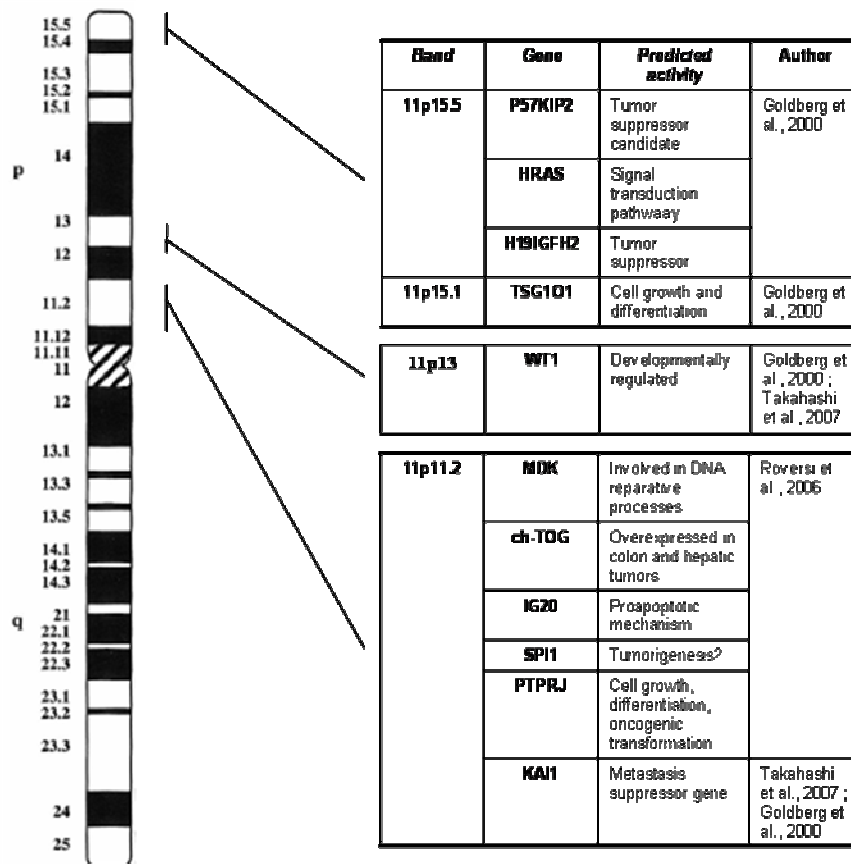 15.5
15.4
15.3
15.2
15.1
14
p
13
12
11.2
11.12
11.11
11
12
13.1
13.3
13.5
14.1
14.2
14.3
q
21
22.1
22.2
22.3
23.1
23.2
23.3
24
25
Band Gene Predicted activity Author
11p15.5 P57KIP2 Tumor Goldberg et
suppressor al., 2000
candidate
HRAS Signal
transduction
pathwaay
H19IGFH2 Tumor
suppressor
11p15.1 TSG101 Cell growth and Goldberg et
differentiation al., 2000
11p13 WT1 Developmentally Goldberg et
regulated al., 2000 ;
Takahashi
et al., 2007
11p11.2 MDK Involved in DNA Roversi et
reparative al., 2006
processes
ch-TOG Overexpressed in
colon and hepatic
tumors
IG20 Proapoptotic
mechanism
SPI1 Tumorigenesis?
PTPRJ Cell growth,
differentiation,
oncogenic
transformation
KAI1 Metastasis Takahashi
suppressor gene et al., 2007 ;
Goldberg et
al., 2000